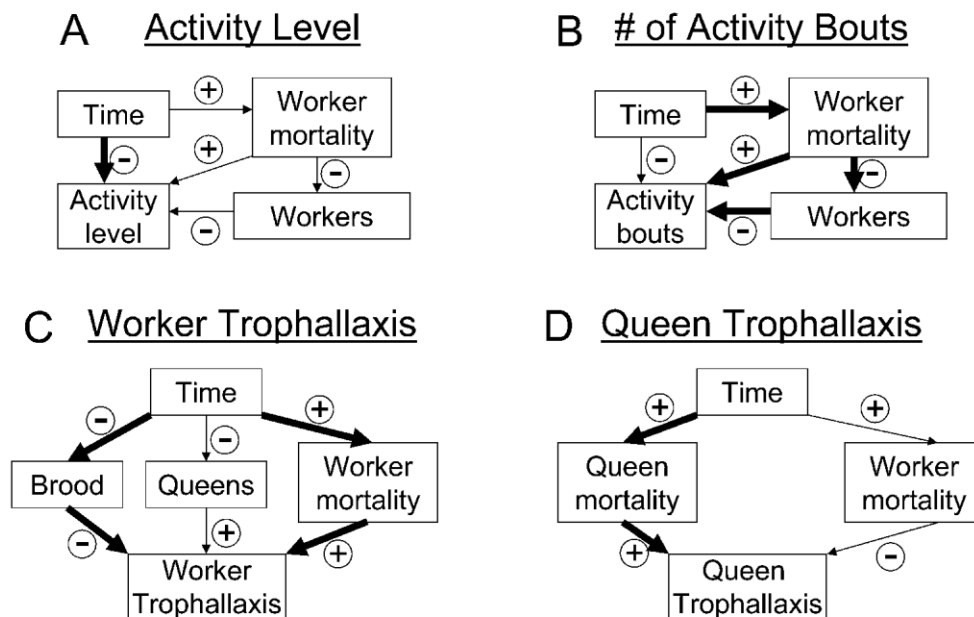 A Activity Level
Time
+
Worker
mortality
-
+
-
Activity
level
-
Workers
B # of Activity Bouts
Time
+
Worker
mortality
-
+
-
Activity
bouts
-
Workers
C Worker Trophallaxis
Time
-
-
+
Brood
Queens
Worker
mortality
-
+
+
Worker
Trophallaxis
D Queen Trophallaxis
Time
+
+
Queen
mortality
Worker
mortality
+
-
Queen
Trophallaxis